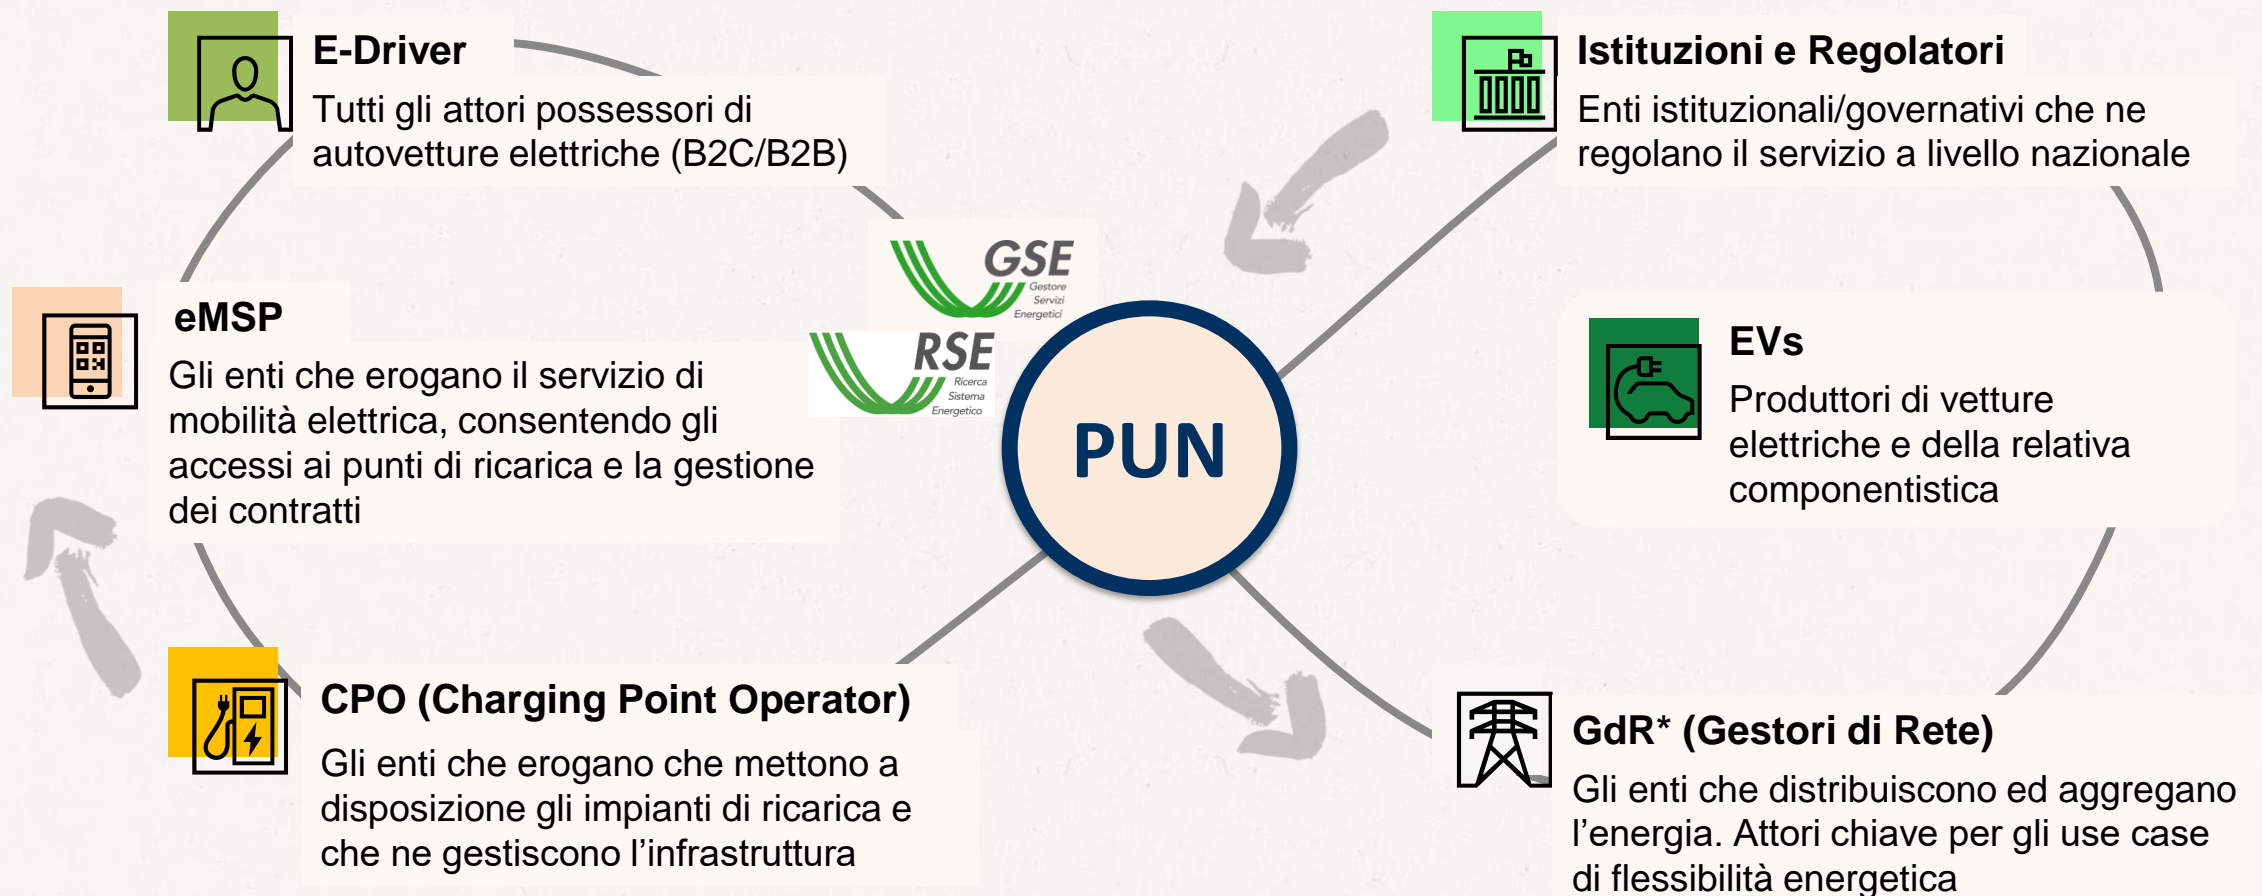 E-Driver
Tutti gli attori possessori di
autovetture elettriche (B2C/B2B)
Istituzioni e Regolatori
Enti istituzionali/governativi che ne
regolano il servizio a livello nazionale
GSE
Gestore
Servizi
Energetici
RSE
Ricerca
Sistema
Energetico
eMSP
Gli enti che erogano il servizio di
mobilità elettrica, consentendo gli
accessi ai punti di ricarica e la gestione
dei contratti
PUN
EVs
Produttori di vetture
elettriche e della relativa
componentistica
CPO (Charging Point Operator)
Gli enti che erogano che mettono a
disposizione gli impianti di ricarica e
che ne gestiscono l’infrastruttura
GdR* (Gestori di Rete)
Gli enti che distribuiscono ed aggregano
l’energia. Attori chiave per gli use case
di flessibilità energetica